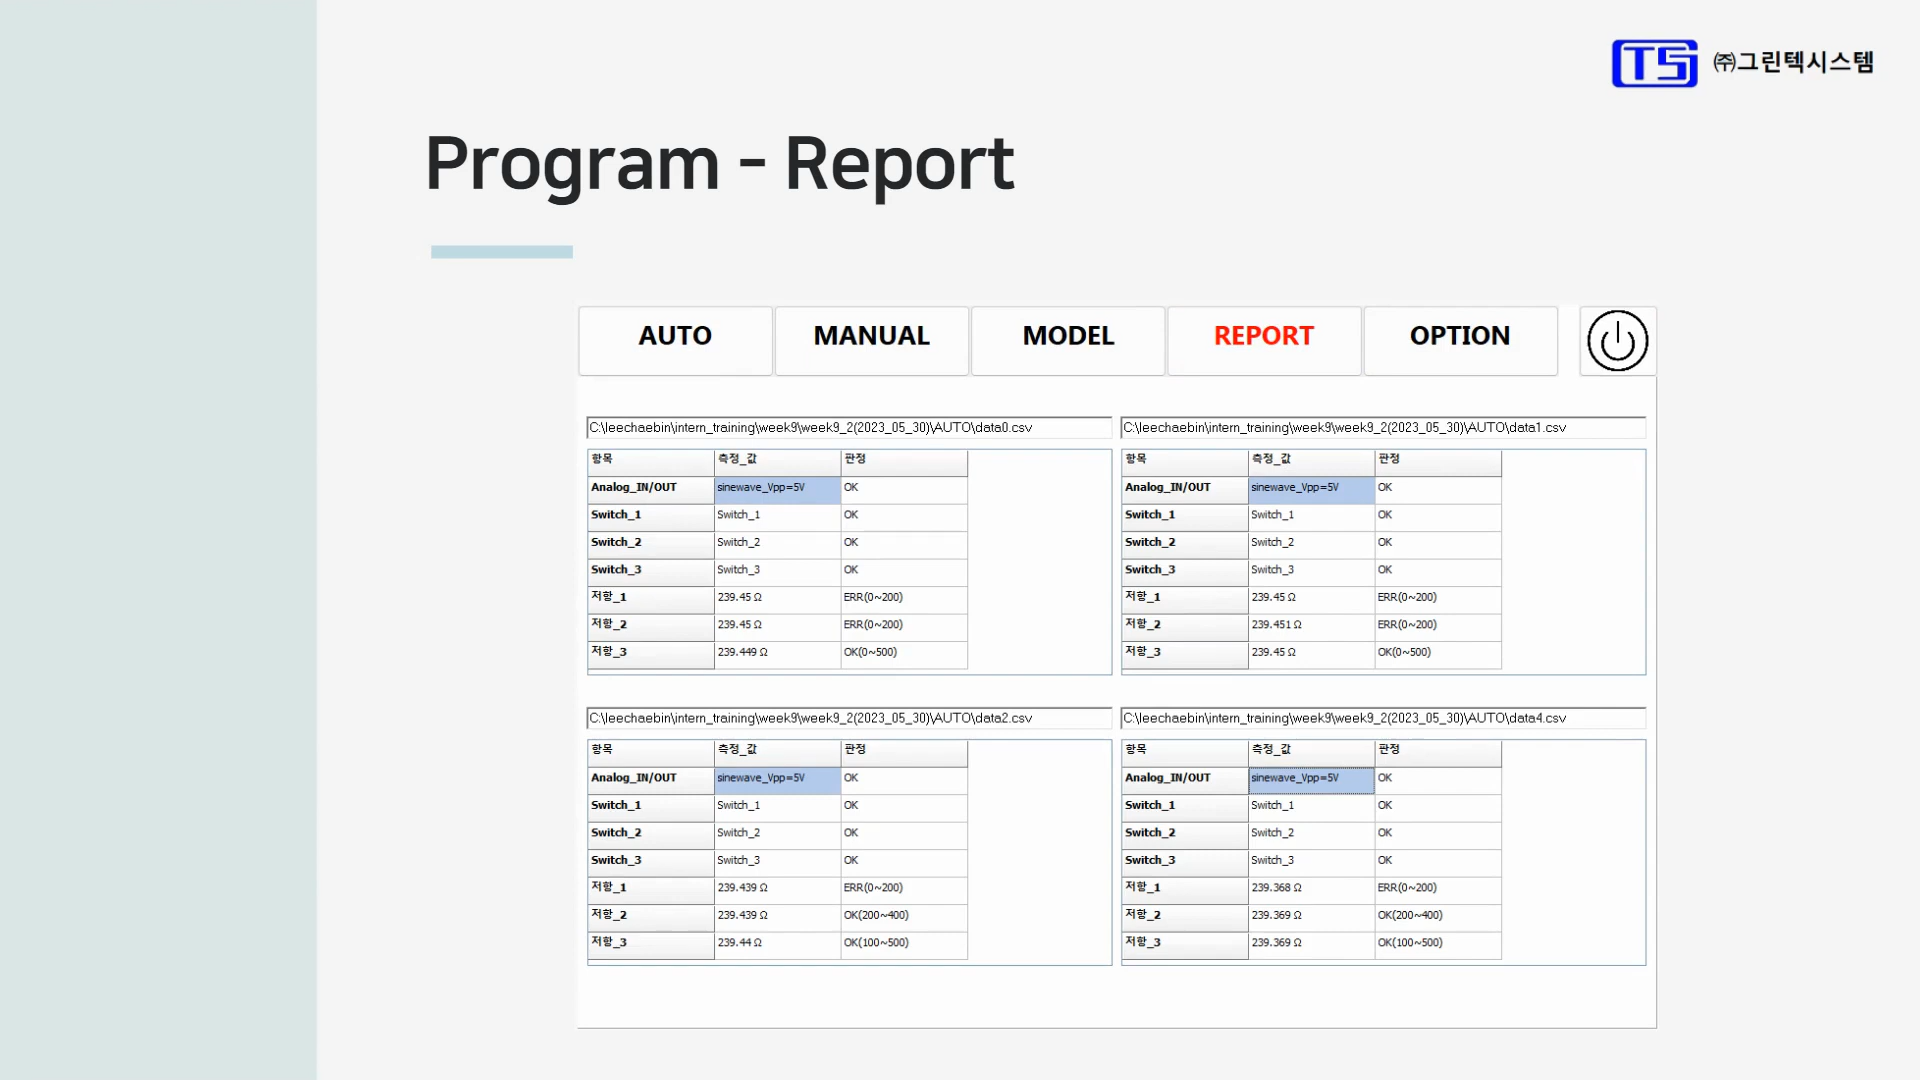 TS ㈜그린텍시스템
Program - Report
AUTO MANUAL MODEL REPORT OPTION
C:\leechaebin\intern_training\week9\week9_2(2023_05_30)\AUTO\data0.csv
항목 측정_값 판정
Analog_IN/OUT sinewave_Vpp=5V OK
Switch_1 Switch_1 OK
Switch_2 Switch_2 OK
Switch_3 Switch_3 OK
저항_1 239.45 Ω ERR(0~200)
저항_2 239.45 Ω ERR(0~200)
저항_3 239.449 Ω OK(0~500)
C:\leechaebin\intern_training\week9\week9_2(2023_05_30)\AUTO\data1.csv
항목 측정_값 판정
Analog_IN/OUT sinewave_Vpp=5V OK
Switch_1 Switch_1 OK
Switch_2 Switch_2 OK
Switch_3 Switch_3 OK
저항_1 239.45 Ω ERR(0~200)
저항_2 239.451 Ω ERR(0~200)
저항_3 239.45 Ω OK(0~500)
C:\leechaebin\intern_training\week9\week9_2(2023_05_30)\AUTO\data2.csv
항목 측정_값 판정
Analog_IN/OUT sinewave_Vpp=5V OK
Switch_1 Switch_1 OK
Switch_2 Switch_2 OK
Switch_3 Switch_3 OK
저항_1 239.439 Ω ERR(0~200)
저항_2 239.439 Ω OK(200~400)
저항_3 239.44 Ω OK(100~500)
C:\leechaebin\intern_training\week9\week9_2(2023_05_30)\AUTO\data4.csv
항목 측정_값 판정
Analog_IN/OUT sinewave_Vpp=5V OK
Switch_1 Switch_1 OK
Switch_2 Switch_2 OK
Switch_3 Switch_3 OK
저항_1 239.368 Ω ERR(0~200)
저항_2 239.369 Ω OK(200~400)
저항_3 239.369 Ω OK(100~500)